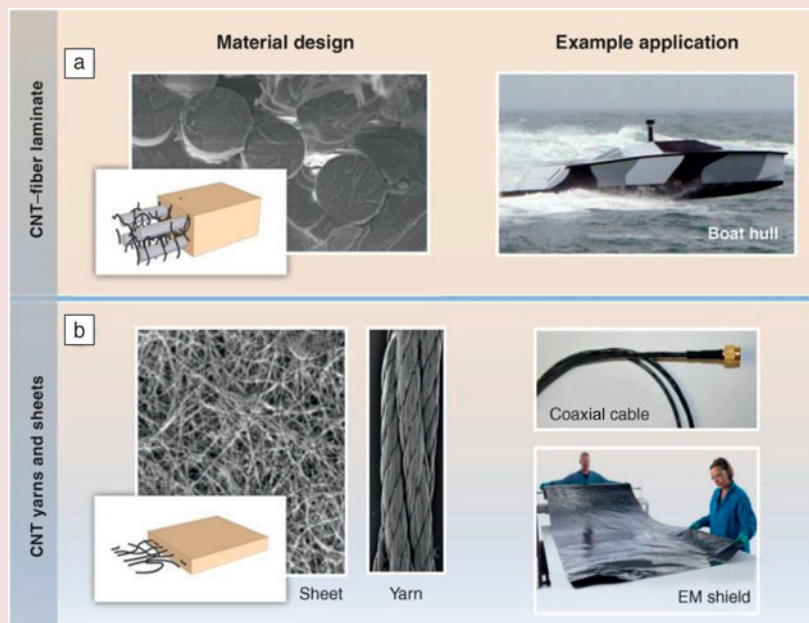 Material design
Example application
a
CNT–fiber laminate
Boat hull
b
CNT yarns and sheets
Sheet
Yarn
Coaxial cable
EM shield